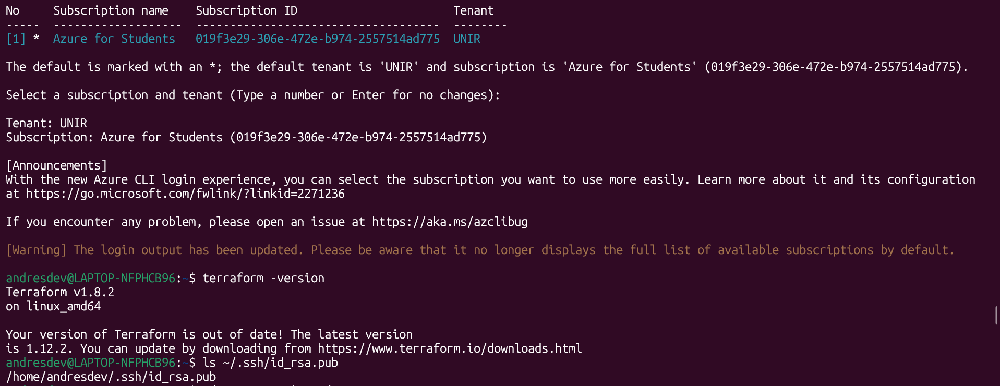 No     Subscription name    Subscription ID                       Tenant
-----  -------------------  ------------------------------------  --------
[1] *  Azure for Students   019f3e29-306e-472e-b974-2557514ad775  UNIR
The default is marked with an *; the default tenant is 'UNIR' and subscription is 'Azure for Students' (019f3e29-306e-472e-b974-2557514ad775).
Select a subscription and tenant (Type a number or Enter for no changes):
Tenant: UNIR
Subscription: Azure for Students (019f3e29-306e-472e-b974-2557514ad775)
[Announcements]
With the new Azure CLI login experience, you can select the subscription you want to use more easily. Learn more about it and its configuration
at https://go.microsoft.com/fwlink/?linkid=2271236
If you encounter any problem, please open an issue at https://aka.ms/azclibug
[Warning] The login output has been updated. Please be aware that it no longer displays the full list of available subscriptions by default.
andresdev@LAPTOP-NFPHCB96:~$ terraform -version
Terraform v1.8.2
on linux_amd64
Your version of Terraform is out of date! The latest version
is 1.12.2. You can update by downloading from https://www.terraform.io/downloads.html
andresdev@LAPTOP-NFPHCB96:~$ ls ~/.ssh/id_rsa.pub
/home/andresdev/.ssh/id_rsa.pub